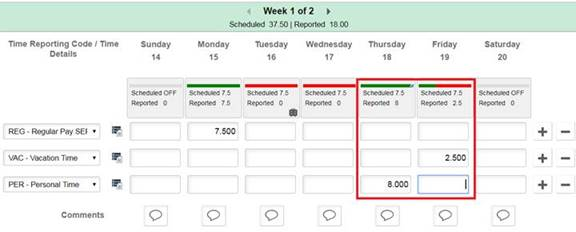 Week 1 of 2
Scheduled 37.50 | Reported 18.00
Time Reporting Code / Time Details
Sunday 14
Monday 15
Tuesday 16
Wednesday 17
Thursday 18
Friday 19
Saturday 20
Scheduled OFF
Reported 0
Scheduled 7.5
Reported 7.5
Scheduled 7.5
Reported 0
Scheduled 7.5
Reported 0
Scheduled 7.5
Reported 8
Scheduled 7.5
Reported 2.5
Scheduled OFF
Reported 0
REG - Regular Pay SEF 7.500
VAC - Vacation Time 2.500
PER - Personal Time 8.000
Comments